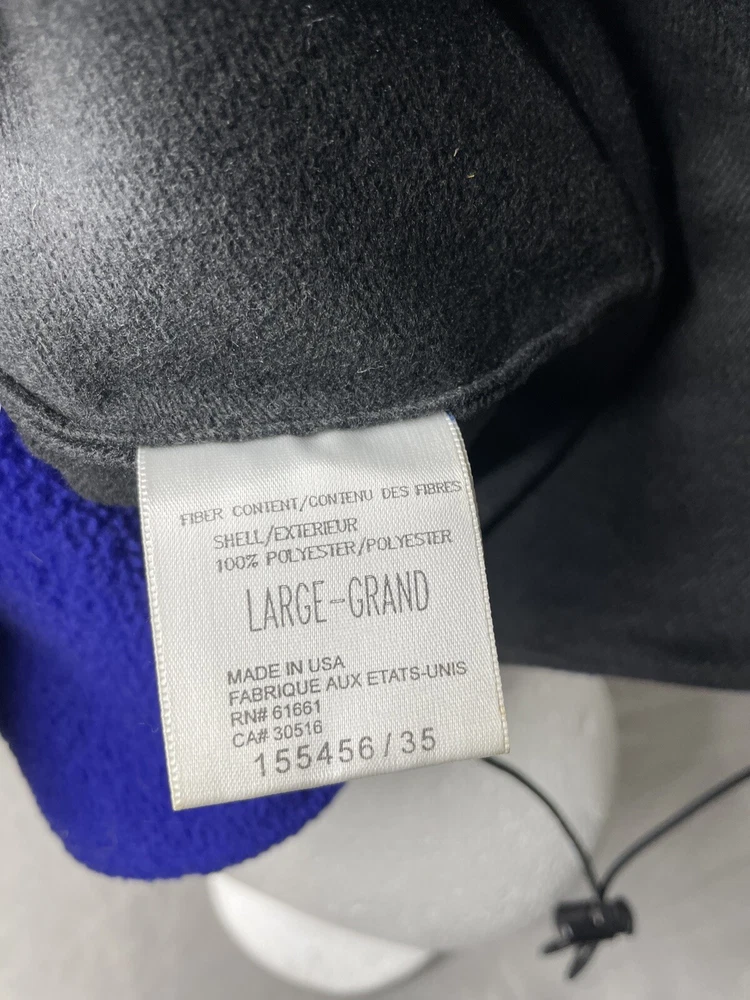 FIBER CONTENT/CONTENU DES FIBRES
SHELL/EXTERIEUR
100% POLYESTER/POLYESTER
LARGE-GRAND
MADE IN USA
FABRIQUE AUX ETATS-UNIS
RN# 61661
CA# 30516
155456/35